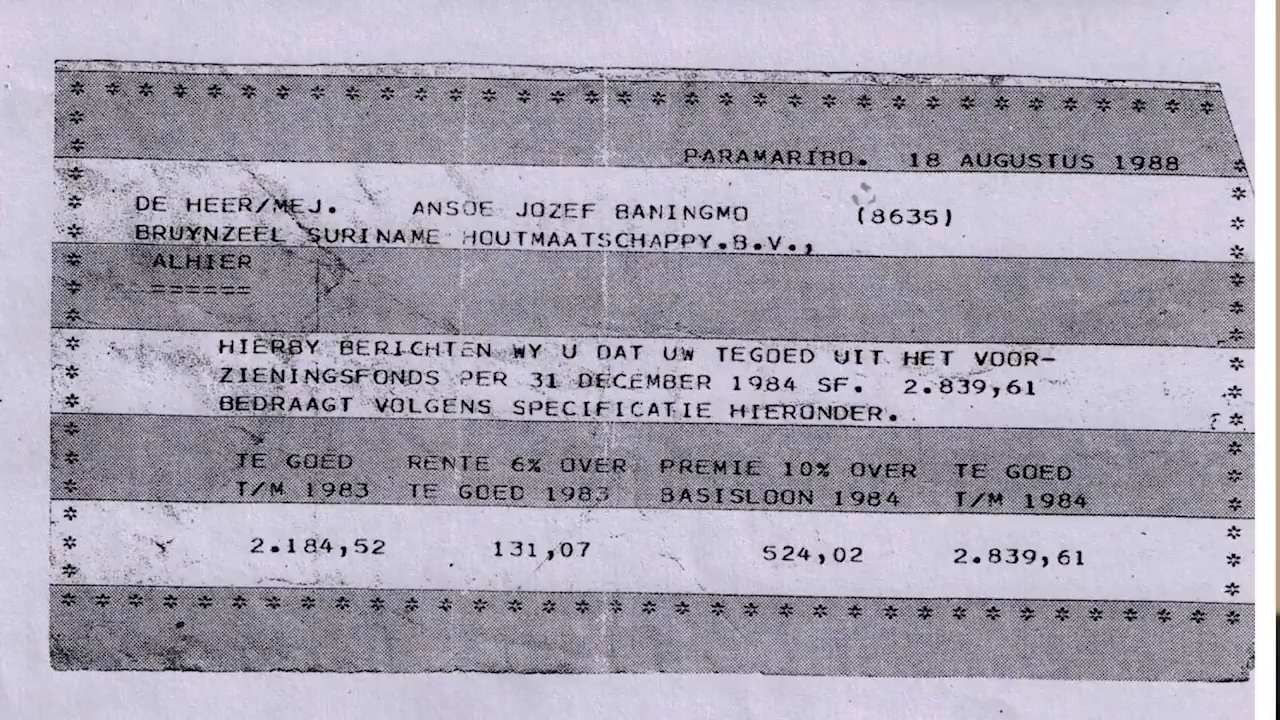 PARAMARIBO. 18 AUGUSTUS 1988
DE HEER/MEJ. ANSOE JOZEF BANINGMO (8635)
BRUYNZEEL SURINAME HOUTMAATSCHAPPY.B.V.,
ALHIER
======
HIERBY BERICHTEN WY U DAT UW TEGOED UIT HET VOOR-
ZIENINGSFONDS PER 31 DECEMBER 1984 SF. 2.839,61
BEDRAAGT VOLGENS SPECIFICATIE HIERONDER.
TE GOED RENTE 6% OVER PREMIE 10% OVER TE GOED
T/M 1983 TE GOED 1983 BASISLOON 1984 T/M 1984
2.184,52 131,07 524,02 2.839,61